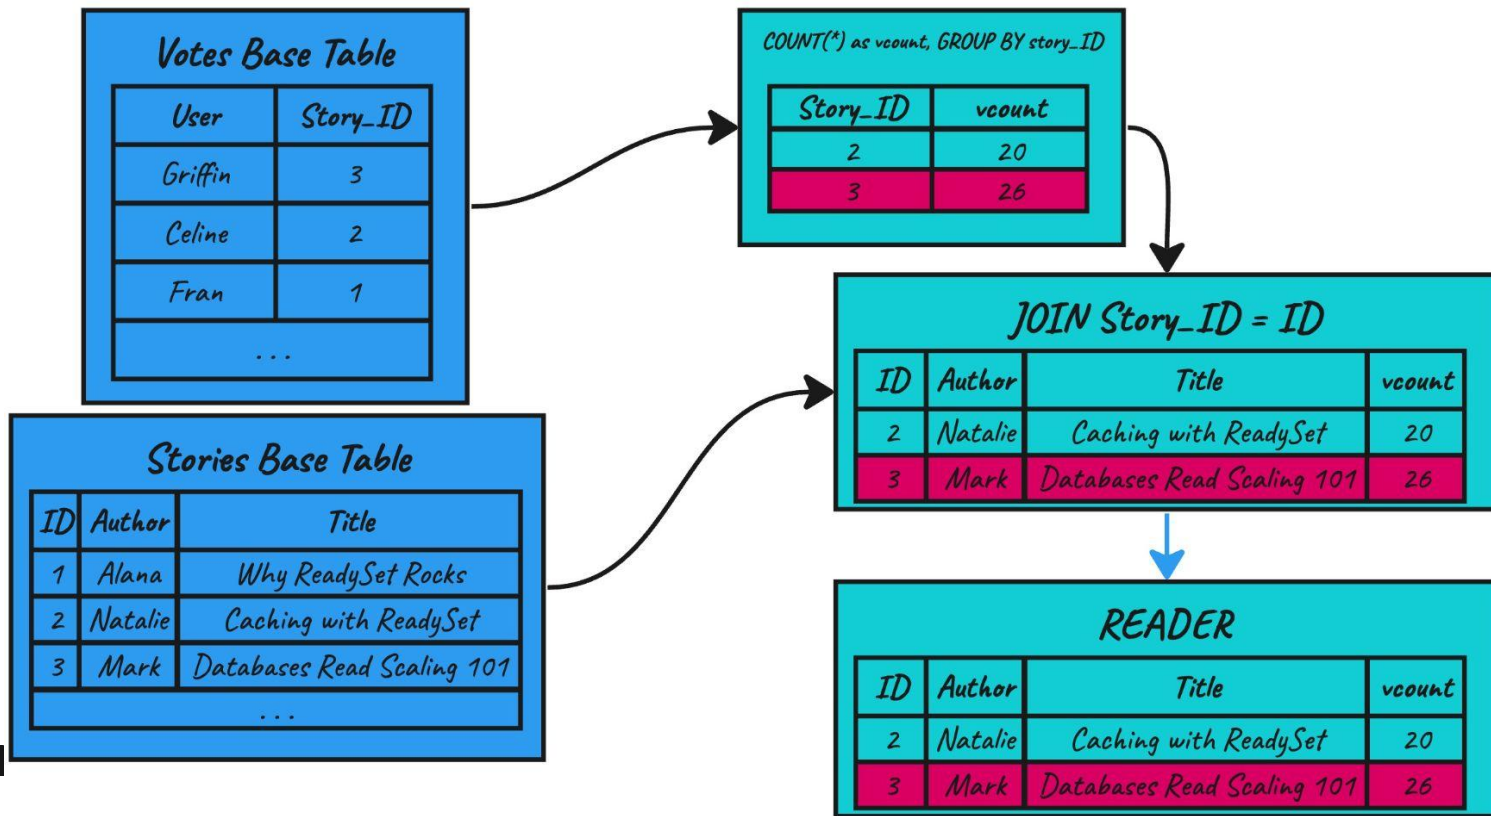 Votes Base Table
User Story_ID
Griffin 3
Celine 2
Fran 1
...
Stories Base Table
ID Author Title
1 Alana Why ReadySet Rocks
2 Natalie Caching with ReadySet
3 Mark Databases Read Scaling 101
...
COUNT(*) as vcount, GROUP BY story_ID
Story_ID vcount
2 20
3 26
JOIN Story_ID = ID
ID Author Title vcount
2 Natalie Caching with ReadySet 20
3 Mark Databases Read Scaling 101 26
READER
ID Author Title vcount
2 Natalie Caching with ReadySet 20
3 Mark Databases Read Scaling 101 26